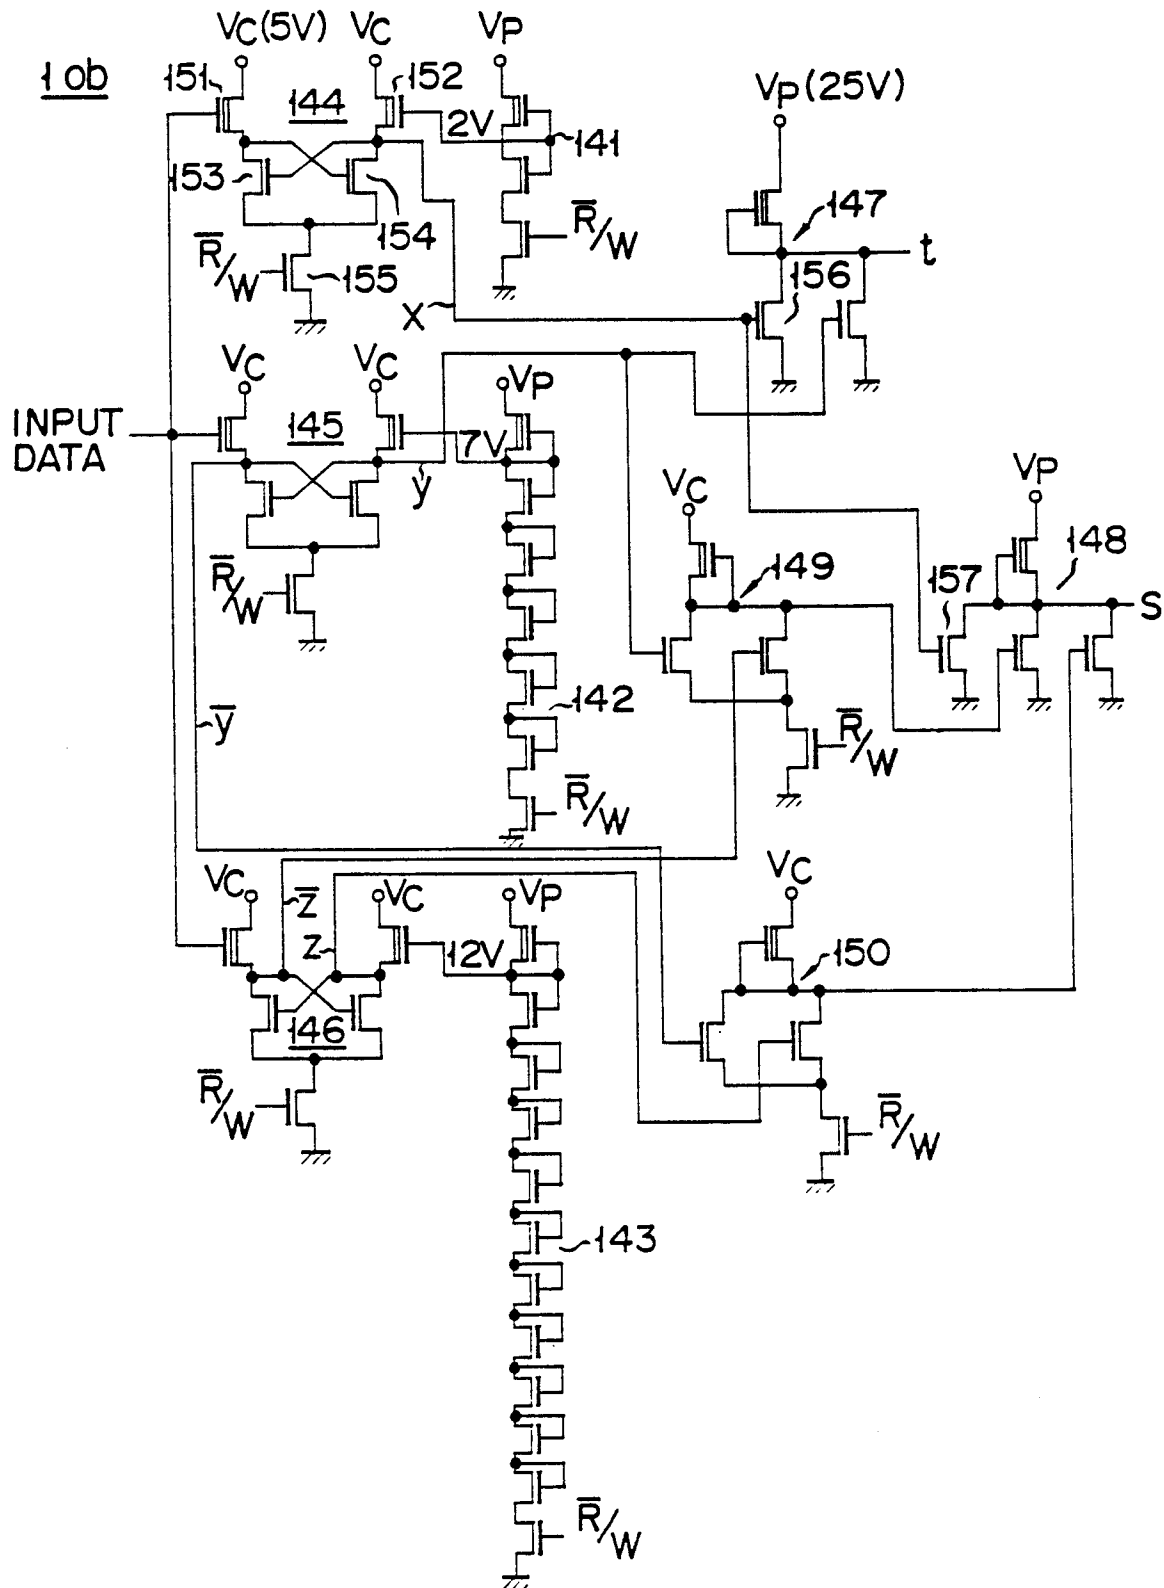 10b
VC(5V) VC VP
151 152
144
2V 141
153 154
R̅/W
155
R̅/W
X
VP(25V)
147
t
156
INPUT
DATA
VC VC VP
145
7V
y
R̅/W
142
R̅/W
y̅
VC
149
R̅/W
VP
148
157
S
VC VC VP
z̅
Z
12V
146
R̅/W
143
R̅/W
VC
150
R̅/W